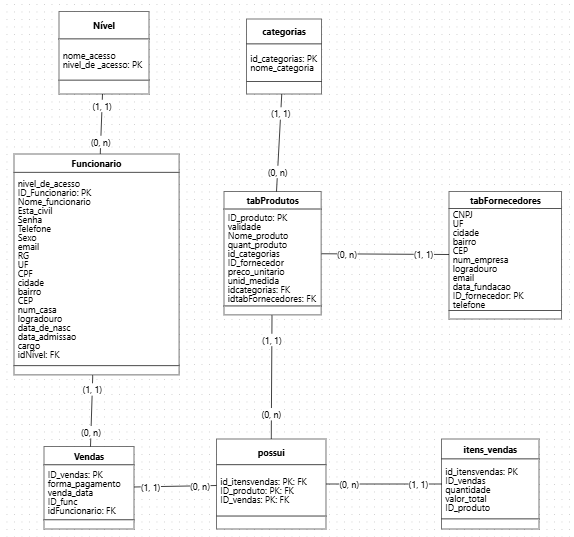 Nível
nome_acesso
nivel_de _acesso: PK
categorias
id_categorias: PK
nome_categoria
(1, 1)
(0, n)
(1, 1)
(0, n)
Funcionario
nivel_de_acesso
ID_Funcionario: PK
Nome_funcionario
Esta_civil
Senha
Telefone
Sexo
email
RG
UF
CPF
cidade
bairro
CEP
num_casa
logradouro
data_de_nasc
data_admissao
cargo
idNivel: FK
tabProdutos
ID_produto: PK
validade
Nome_produto
quant_produto
id_categorias
ID_fornecedor
preco_unitario
unid_medida
idcategorias: FK
idtabFornecedores: FK
(0, n)
(1, 1)
tabFornecedores
CNPJ
UF
cidade
bairro
CEP
num_empresa
logradouro
email
data_fundacao
ID_fornecedor: PK
telefone
(1, 1)
(0, n)
(1, 1)
(0, n)
Vendas
ID_vendas: PK
forma_pagamento
venda_data
ID_func
idFuncionario: FK
(1, 1)
(0, n)
possui
id_itensvendas: PK: FK
ID_produto: PK: FK
ID_vendas: PK: FK
(0, n)
(1, 1)
itens_vendas
id_itensvendas: PK
ID_vendas
quantidade
valor_total
ID_produto